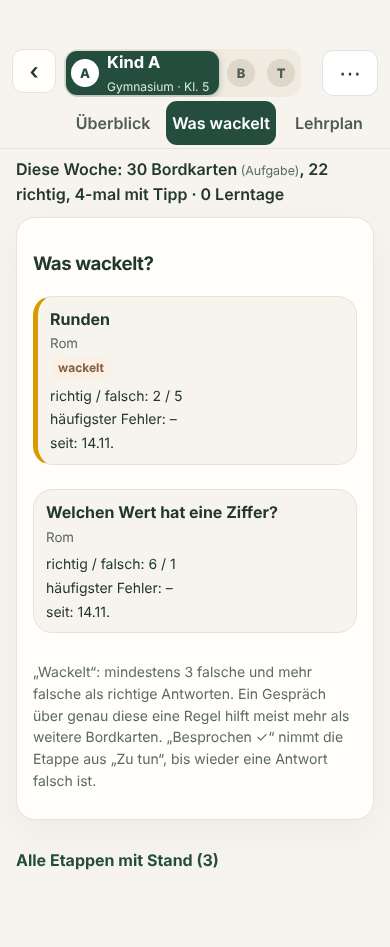 ‹
A
Kind A
Gymnasium · Kl. 5
B
T
...
Überblick
Was wackelt
Lehrplan
Diese Woche: 30 Bordkarten (Aufgabe), 22
richtig, 4-mal mit Tipp · 0 Lerntage
Was wackelt?
Runden
Rom
wackelt
richtig / falsch: 2 / 5
häufigster Fehler: –
seit: 14.11.
Welchen Wert hat eine Ziffer?
Rom
richtig / falsch: 6 / 1
häufigster Fehler: –
seit: 14.11.
„Wackelt“: mindestens 3 falsche und mehr
falsche als richtige Antworten. Ein Gespräch
über genau diese eine Regel hilft meist mehr als
weitere Bordkarten. „Besprochen ✓“ nimmt die
Etappe aus „Zu tun“, bis wieder eine Antwort
falsch ist.
Alle Etappen mit Stand (3)